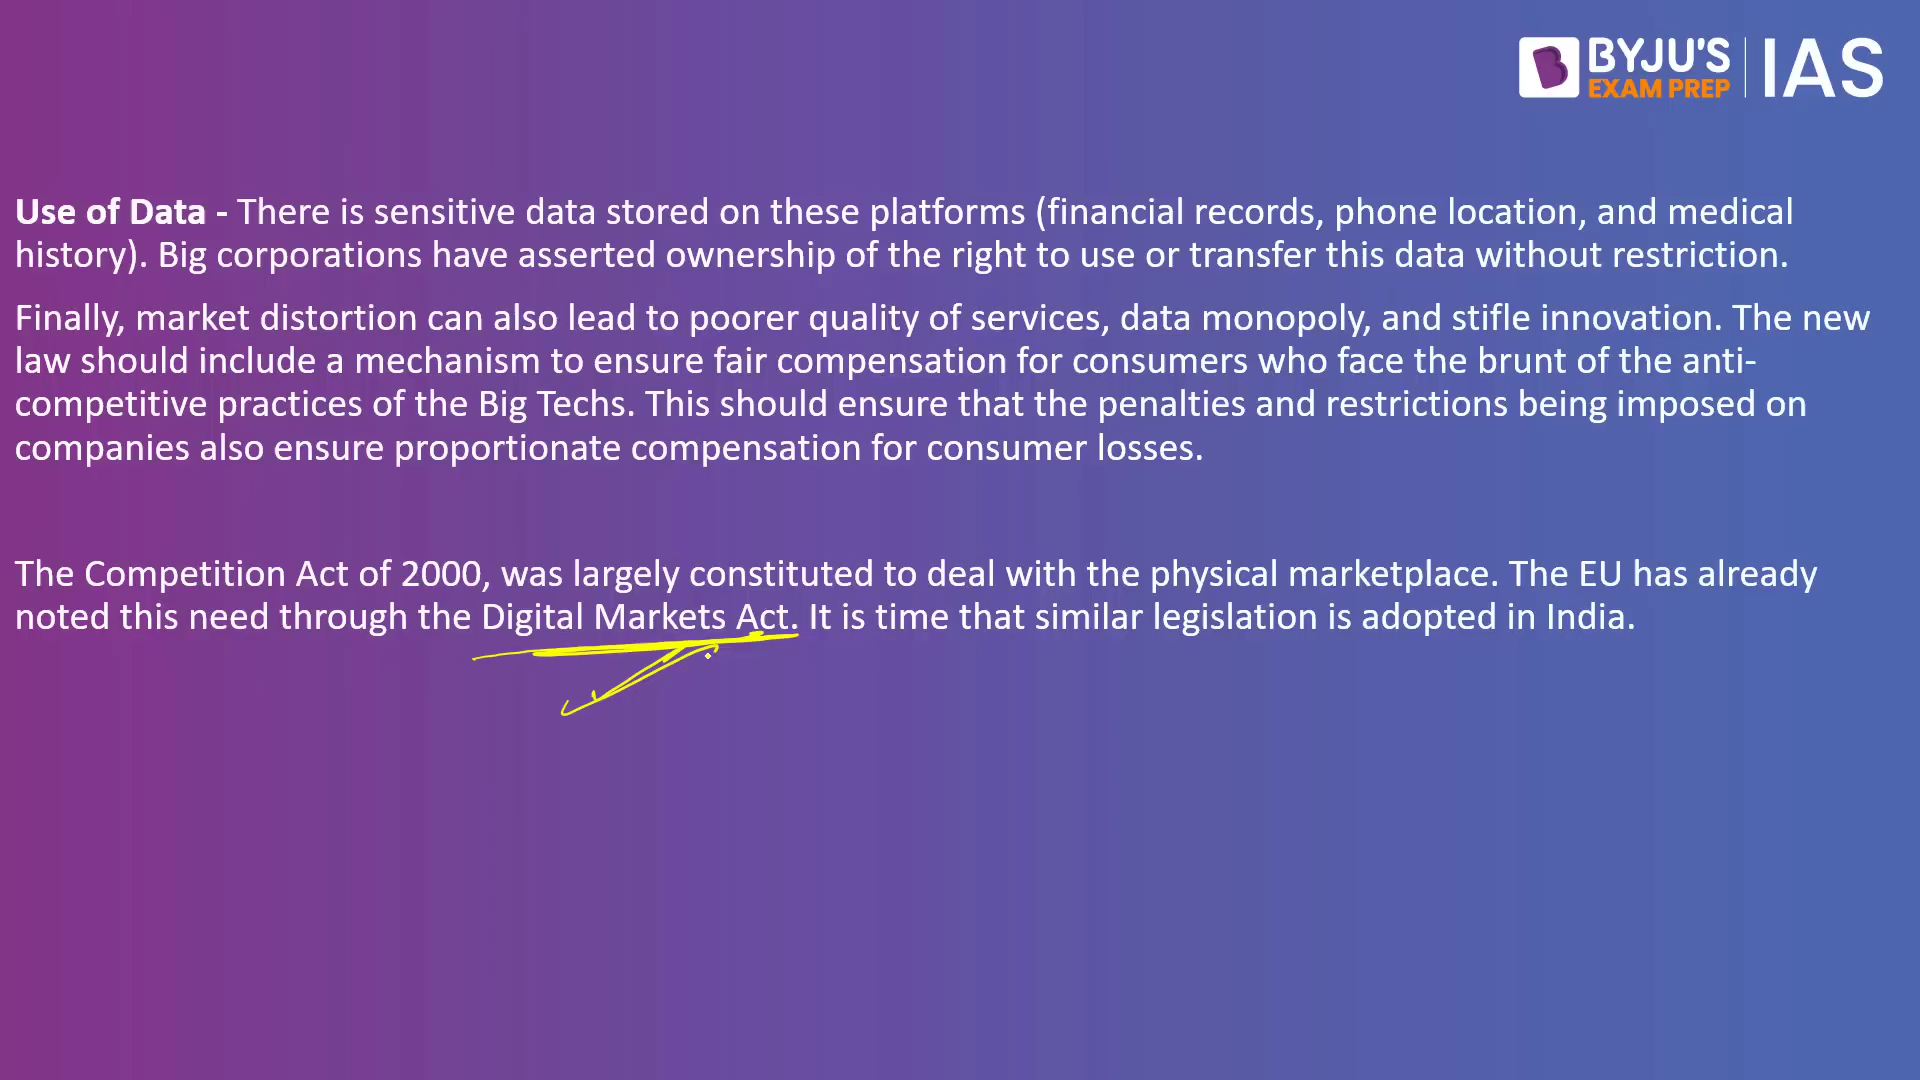 BYJU'S
EXAM PREP
IAS
Use of Data - There is sensitive data stored on these platforms (financial records, phone location, and medical
history). Big corporations have asserted ownership of the right to use or transfer this data without restriction.
Finally, market distortion can also lead to poorer quality of services, data monopoly, and stifle innovation. The new
law should include a mechanism to ensure fair compensation for consumers who face the brunt of the anti-
competitive practices of the Big Techs. This should ensure that the penalties and restrictions being imposed on
companies also ensure proportionate compensation for consumer losses.
The Competition Act of 2000, was largely constituted to deal with the physical marketplace. The EU has already
noted this need through the Digital Markets Act. It is time that similar legislation is adopted in India.